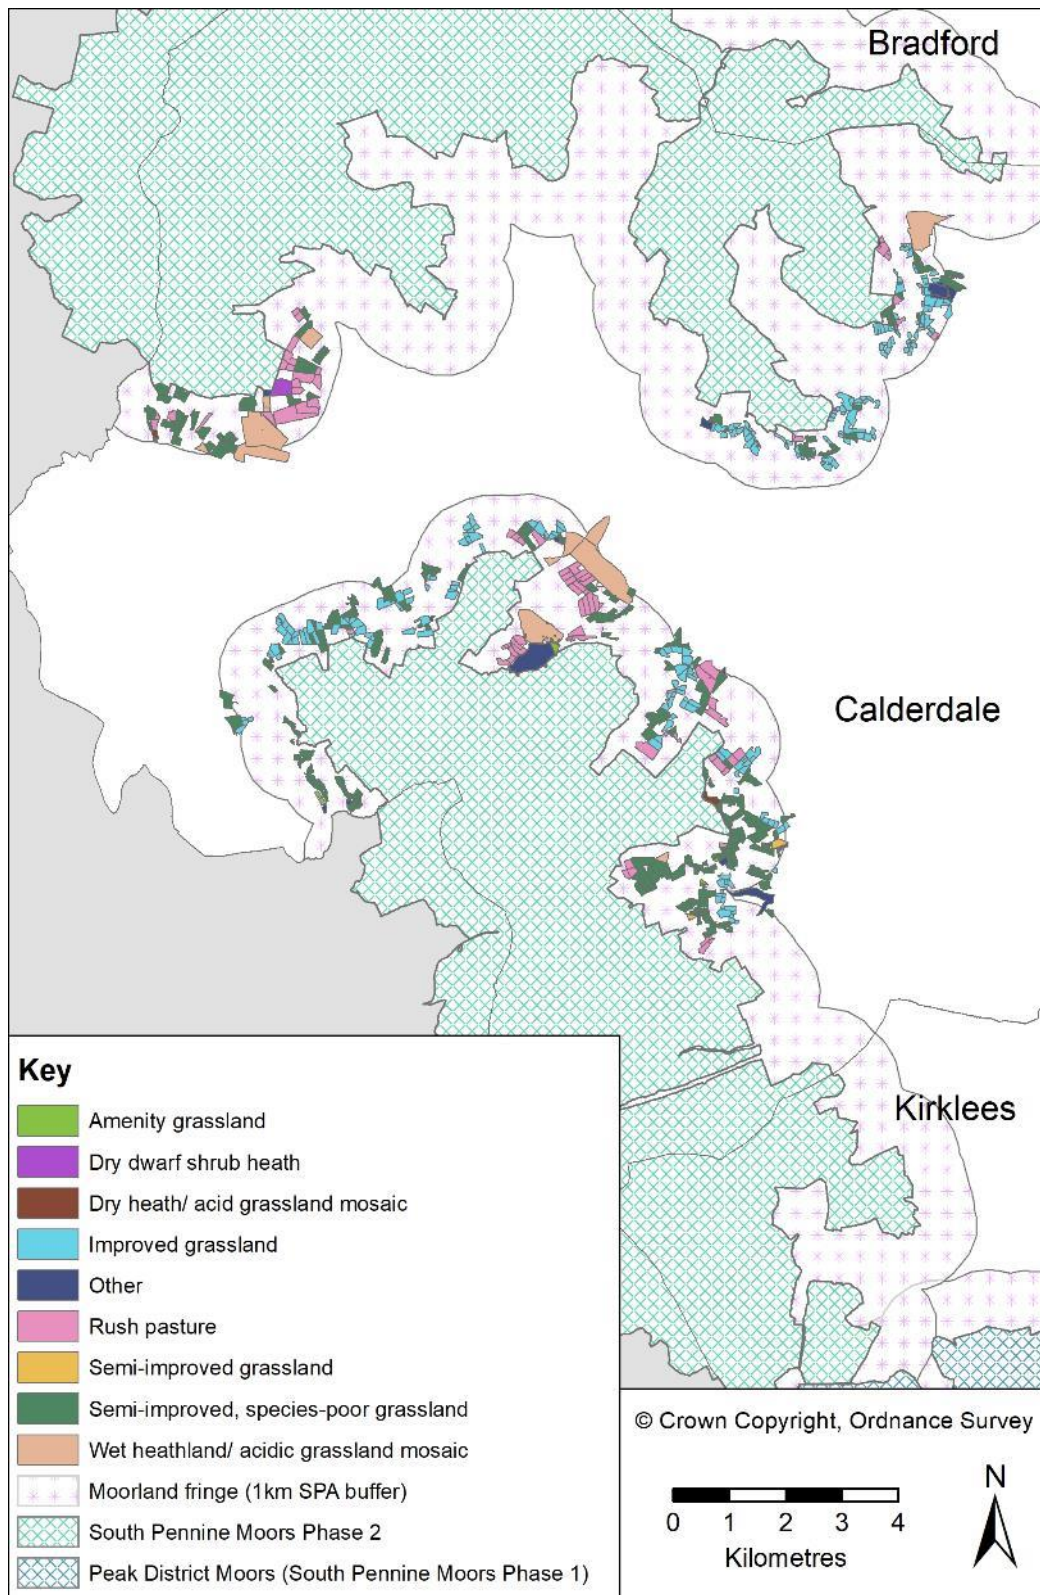 Bradford
Calderdale
Kirklees
Key
Amenity grassland
Dry dwarf shrub heath
Dry heath/ acid grassland mosaic
Improved grassland
Other
Rush pasture
Semi-improved grassland
Semi-improved, species-poor grassland
Wet heathland/ acidic grassland mosaic
Moorland fringe (1km SPA buffer)
South Pennine Moors Phase 2
Peak District Moors (South Pennine Moors Phase 1)
© Crown Copyright, Ordnance Survey
N
0 1 2 3 4
Kilometres